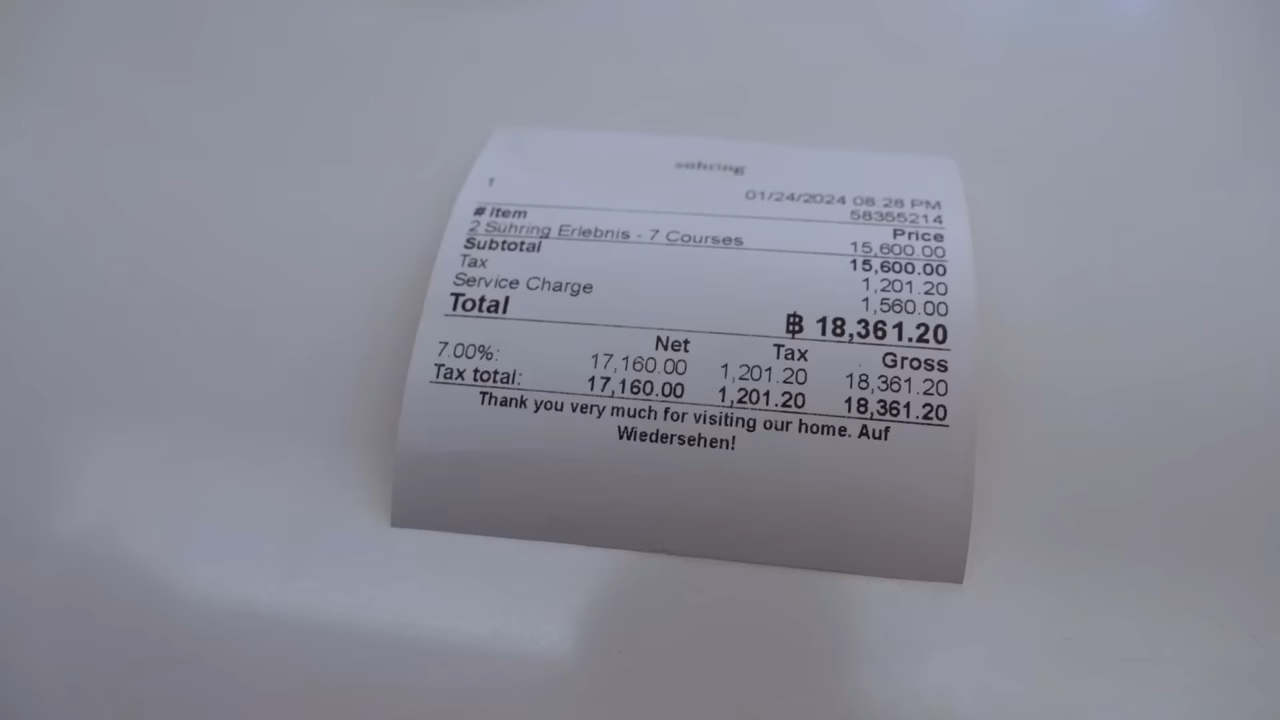 sühring
1
01/24/2024 08:28 PM
58355214
# Item Price
2 Sühring Erlebnis - 7 Courses 15,600.00
Subtotal 15,600.00
Tax 1,201.20
Service Charge 1,560.00
Total ฿ 18,361.20
Net Tax Gross
7.00%: 17,160.00 1,201.20 18,361.20
Tax total: 17,160.00 1,201.20 18,361.20
Thank you very much for visiting our home. Auf
Wiedersehen!